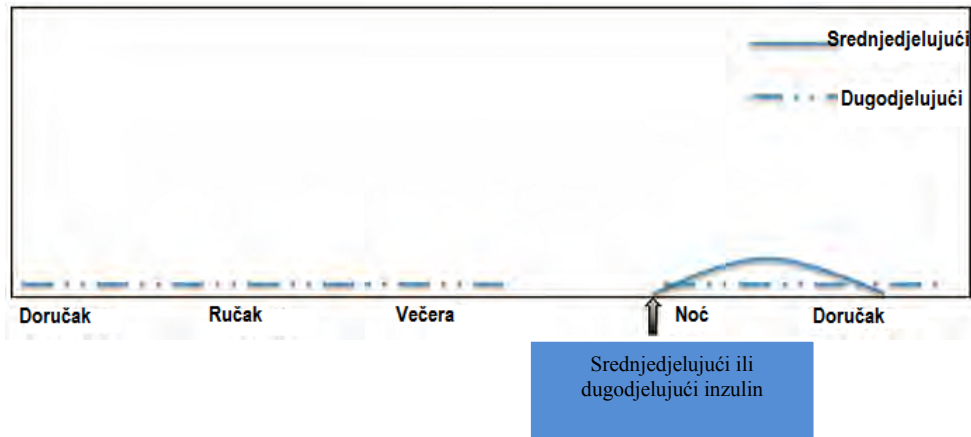 Srednjedjelujući
Dugodjelujući
Doručak
Ručak
Večera
Noć
Doručak
Srednjedjelujući ili
dugodjelujući inzulin